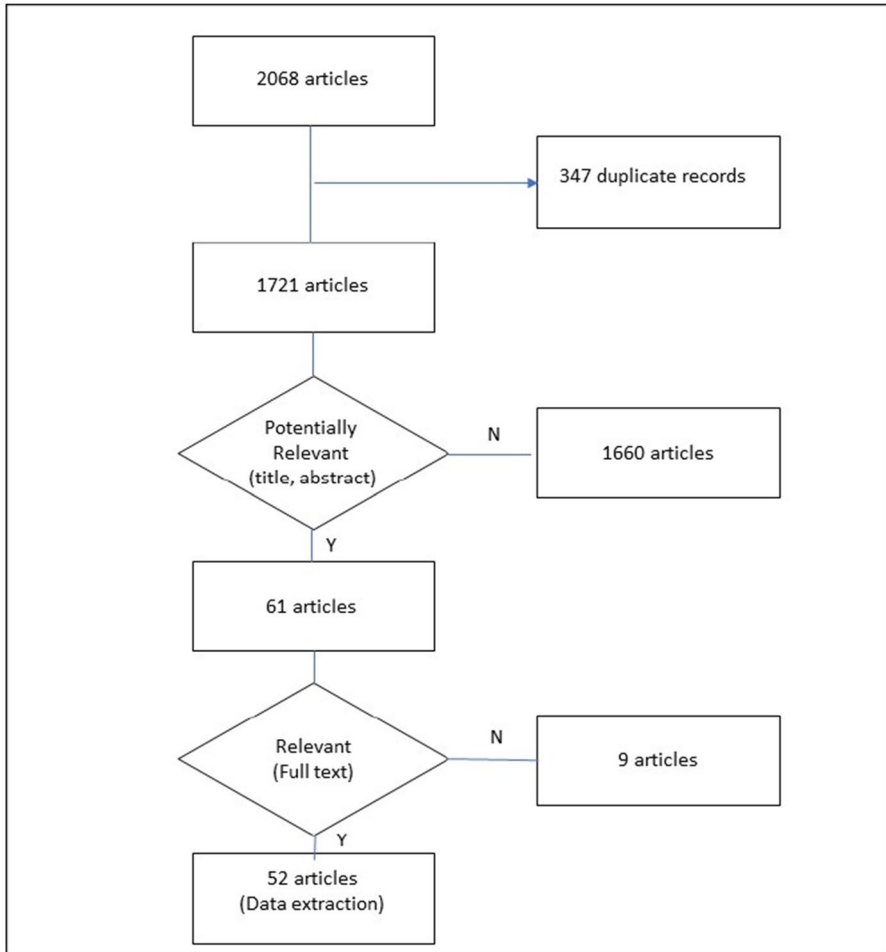 2068 articles
347 duplicate records
1721 articles
Potentially
Relevant
(title, abstract)
N
1660 articles
Y
61 articles
Relevant
(Full text)
N
9 articles
Y
52 articles
(Data extraction)